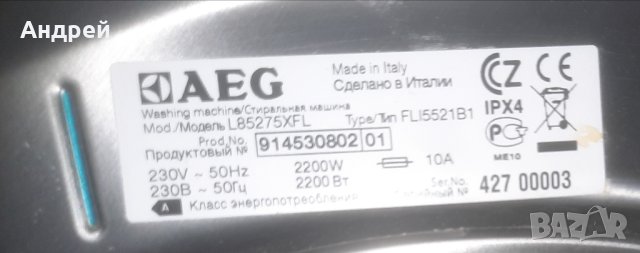 Андрей
AEG
Made in Italy
Сделано в Италии
Washing machine/Стиральная машина
Mod./Модель L85275XFL Type/Тип FLI5521B1
Prod.No. 914530802 01
Продуктовый №
230V ~ 50Hz 2200W 10A
230В ~ 50Гц 2200 Вт
Ser.No. 427 00003
A Класс энергопотребления
IPX4
ME10
BAZAR